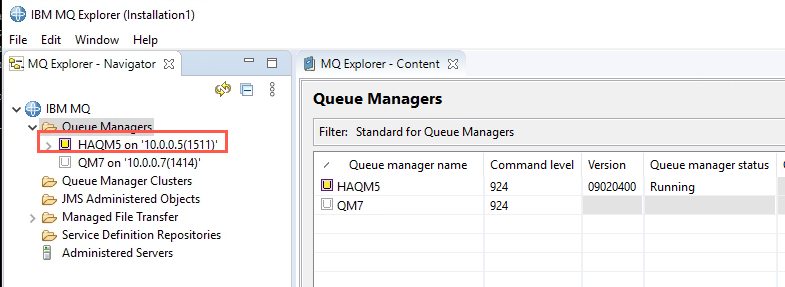 IBM MQ Explorer (Installation1)
File Edit Window Help
MQ Explorer - Navigator
IBM MQ
Queue Managers
HAQM5 on '10.0.0.5(1511)'
QM7 on '10.0.0.7(1414)'
Queue Manager Clusters
JMS Administered Objects
Managed File Transfer
Service Definition Repositories
Administered Servers
MQ Explorer - Content
Queue Managers
Filter: Standard for Queue Managers
Queue manager name Command level Version Queue manager status
HAQM5 924 09020400 Running
QM7 924